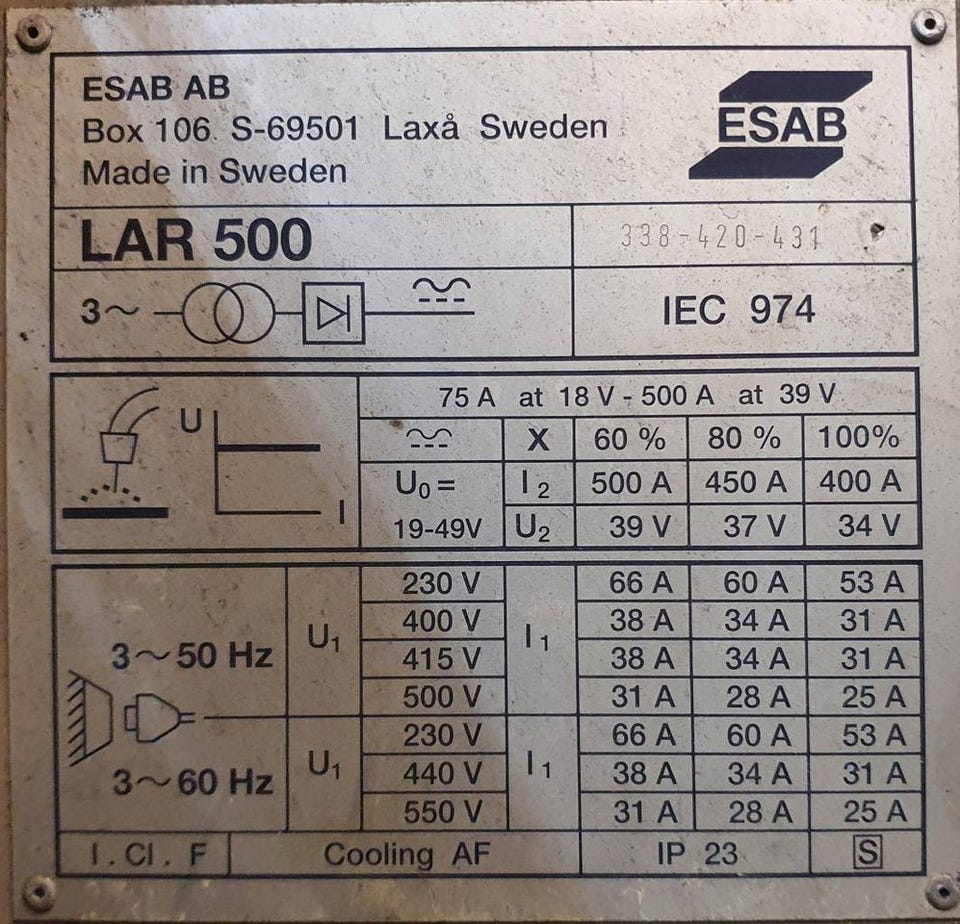 ESAB AB
Box 106 S-69501 Laxå Sweden
Made in Sweden
ESAB
LAR 500
338-420-431
3~
IEC 974
U
I
75 A at 18 V - 500 A at 39 V
X 60 % 80 % 100%
U0 = I2 500 A 450 A 400 A
19-49V U2 39 V 37 V 34 V
3~50 Hz U1 I1
230 V 66 A 60 A 53 A
400 V 38 A 34 A 31 A
415 V 38 A 34 A 31 A
500 V 31 A 28 A 25 A
3~60 Hz U1 I1
230 V 66 A 60 A 53 A
440 V 38 A 34 A 31 A
550 V 31 A 28 A 25 A
I . Cl . F Cooling AF IP 23 S